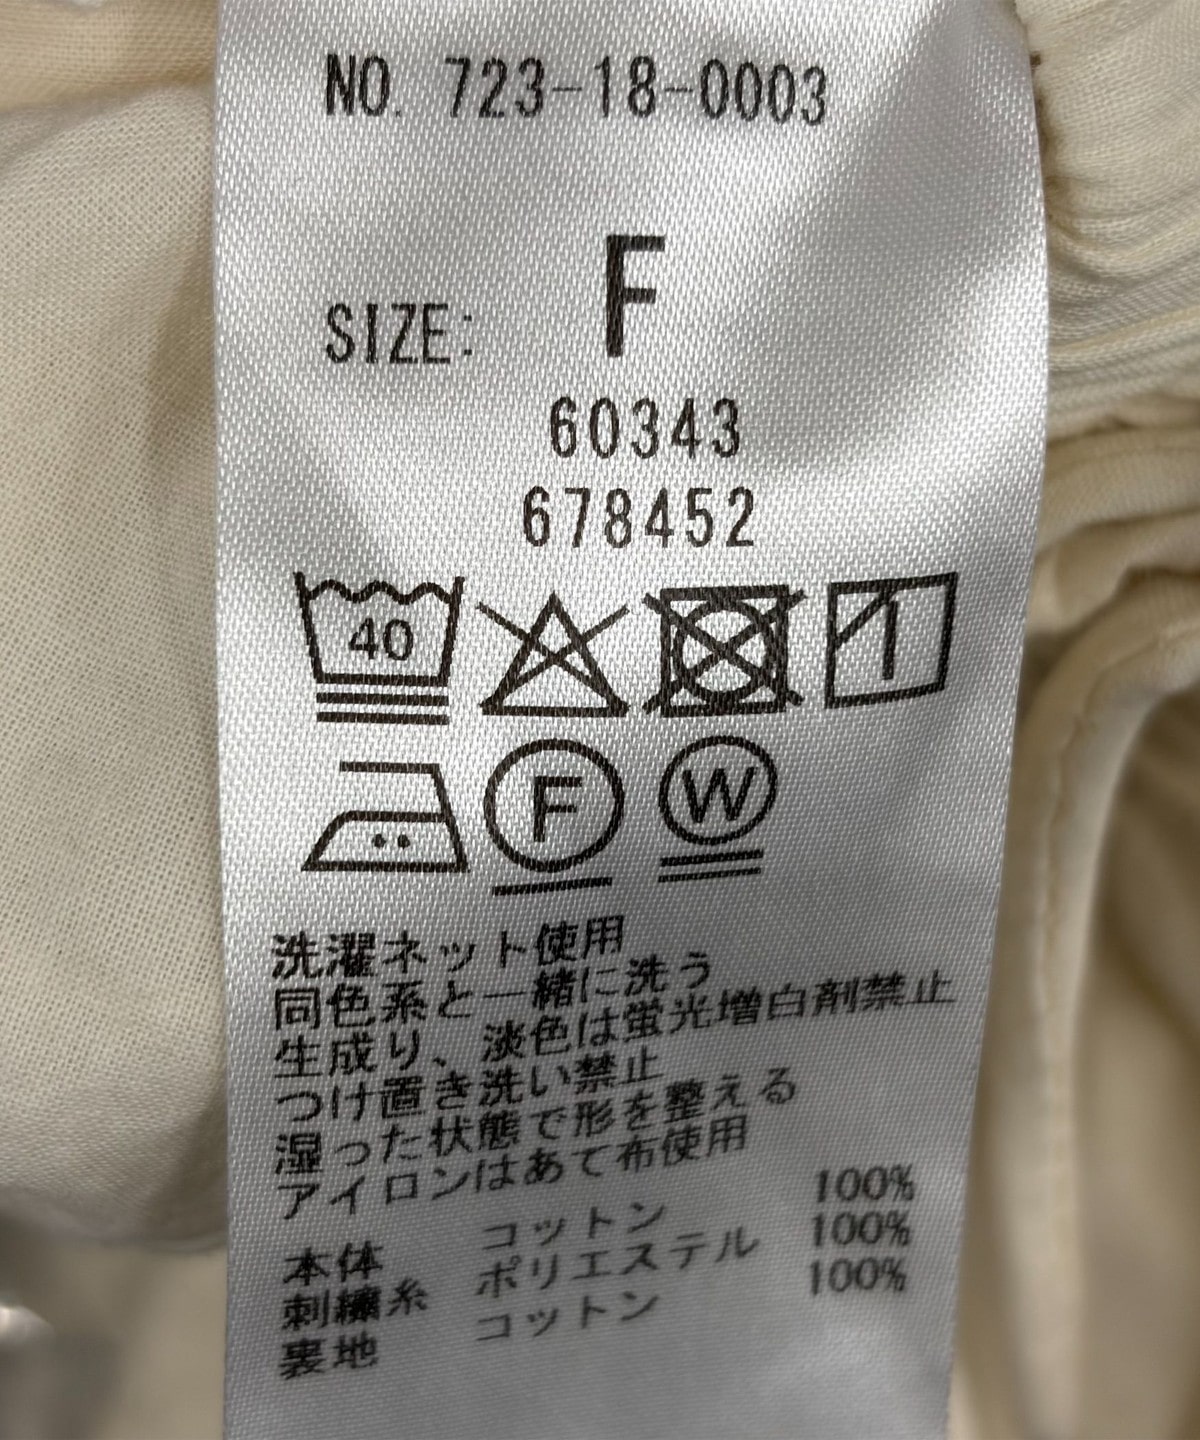 NO. 723-18-0003
SIZE: F
60343
678452
40
F
W
洗濯ネット使用
同色系と一緒に洗う
生成り、淡色は蛍光増白剤禁止
つけ置き洗い禁止
湿った状態で形を整える
アイロンはあて布使用
本体 コットン 100%
刺繍糸 ポリエステル 100%
裏地 コットン 100%